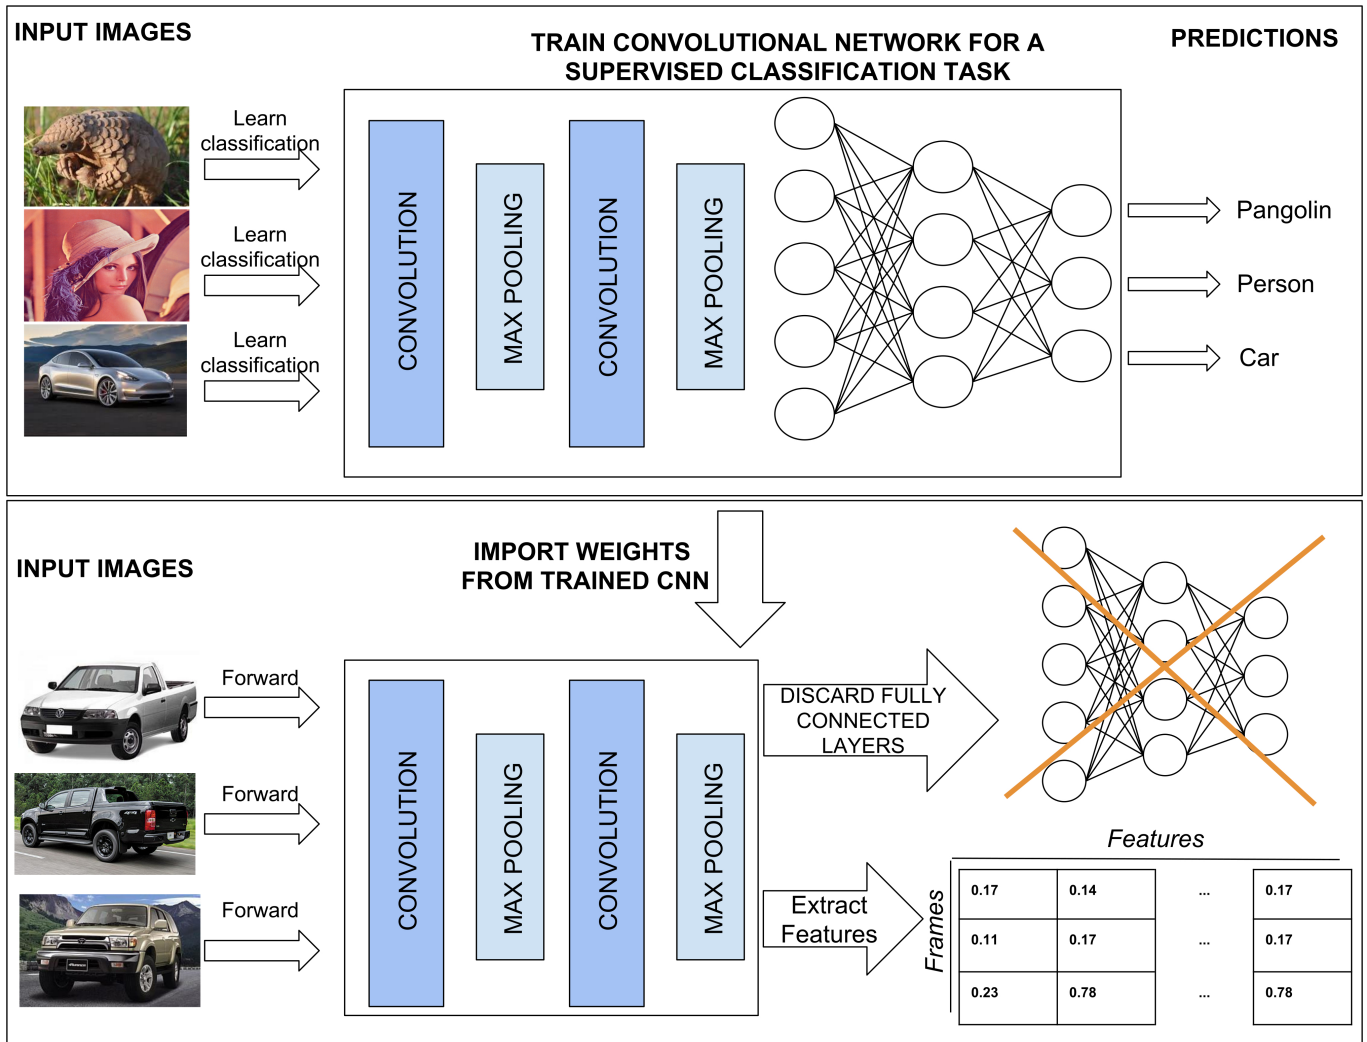 INPUT IMAGES
TRAIN CONVOLUTIONAL NETWORK FOR A
SUPERVISED CLASSIFICATION TASK
PREDICTIONS
Learn
classification
Learn
classification
Learn
classification
CONVOLUTION
MAX POOLING
CONVOLUTION
MAX POOLING
Pangolin
Person
Car
INPUT IMAGES
IMPORT WEIGHTS
FROM TRAINED CNN
Forward
Forward
Forward
CONVOLUTION
MAX POOLING
CONVOLUTION
MAX POOLING
DISCARD FULLY
CONNECTED
LAYERS
Extract
Features
Features
Frames
0.17 0.14 ... 0.17
0.11 0.17 ... 0.17
0.23 0.78 ... 0.78